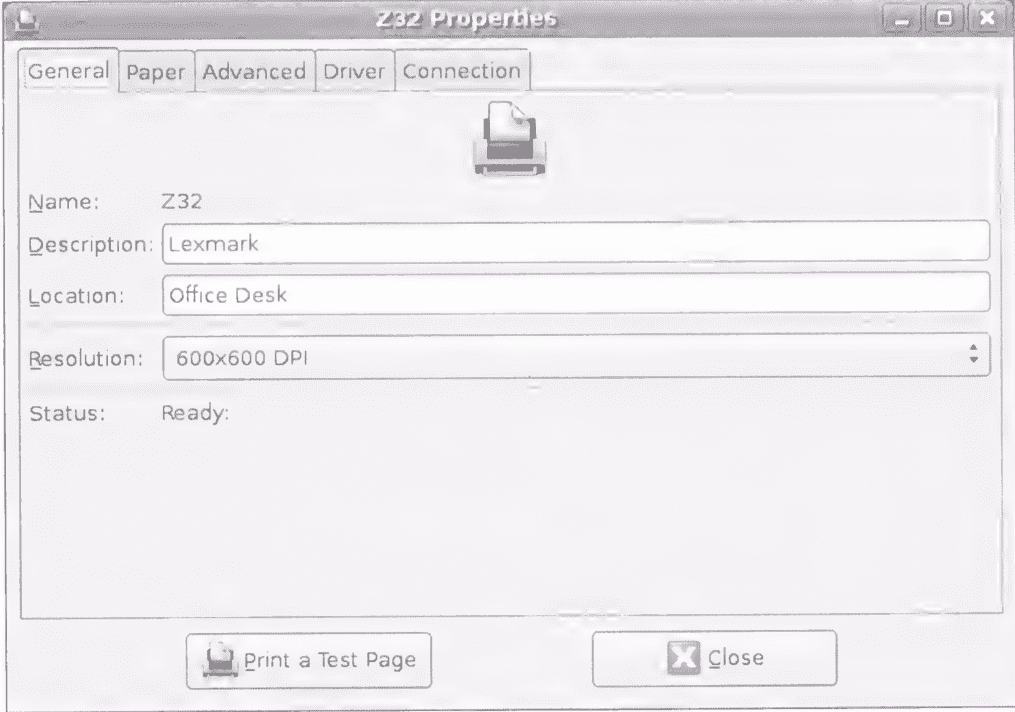 Z32 Properties
General Paper Advanced Driver Connection
Name: Z32
Description: Lexmark
Location: Office Desk
Resolution: 600x600 DPI
Status: Ready:
Print a Test Page Close